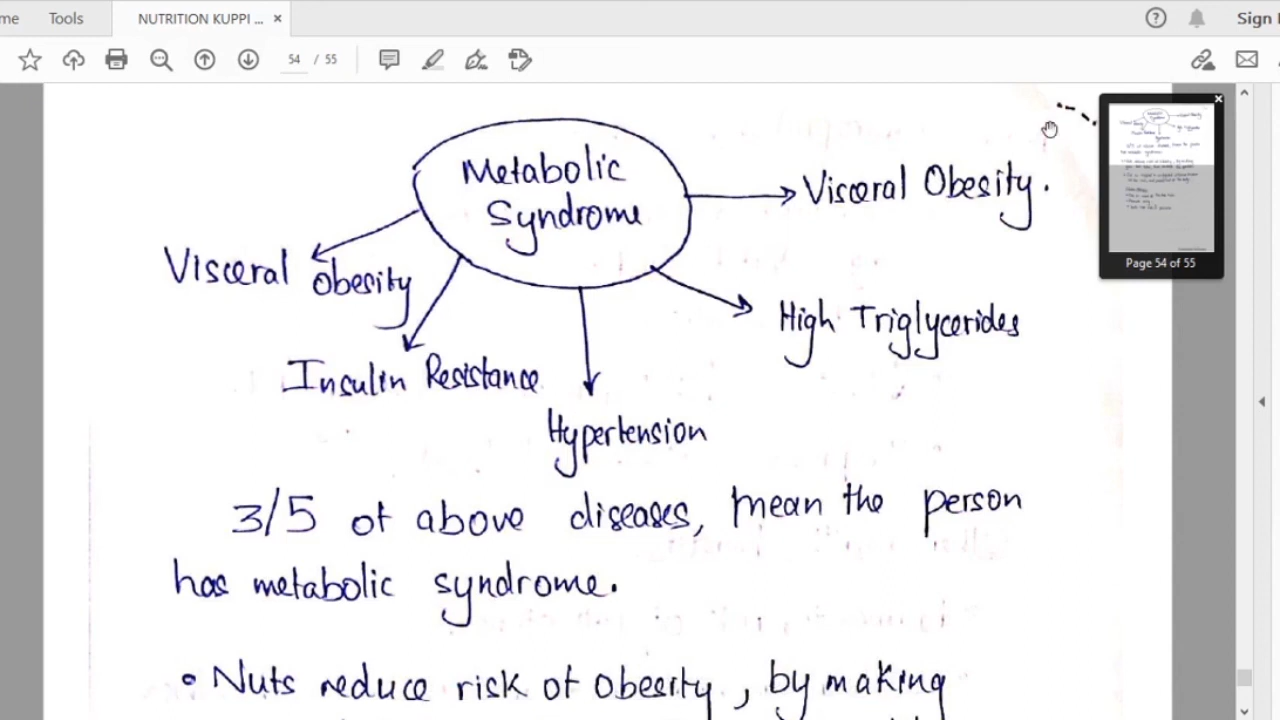 me
Tools
NUTRITION KUPPI ...
×
?
Sign
54 / 55
Metabolic
Syndrome
Visceral Obesity.
Visceral
Obesity
High Triglycerides
Insulin Resistance
Hypertension
3/5 of above diseases, mean the person
has metabolic syndrome.
• Nuts reduce risk of obesity, by making
Page 54 of 55